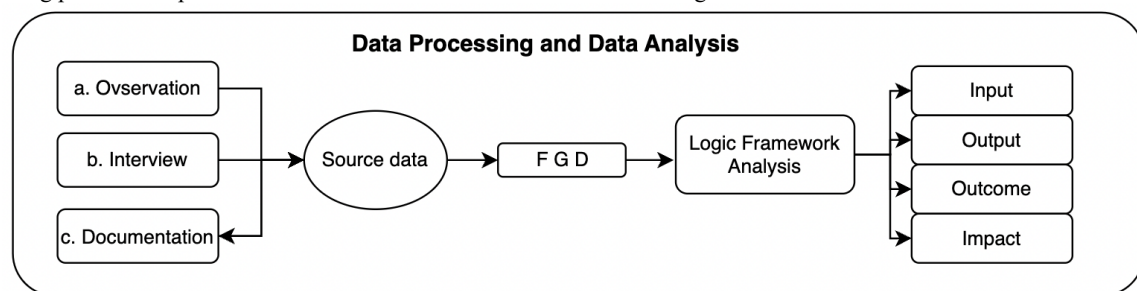 Data Processing and Data Analysis
a. Ovservation
b. Interview
c. Documentation
Source data
F G D
Logic Framework
Analysis
Input
Output
Outcome
Impact